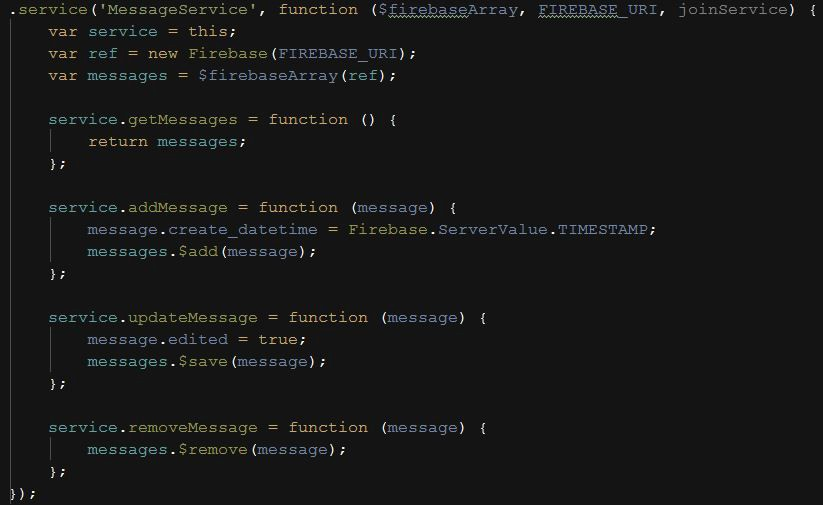 .service('MessageService', function ($firebaseArray, FIREBASE_URI, joinService) {
    var service = this;
    var ref = new Firebase(FIREBASE_URI);
    var messages = $firebaseArray(ref);

    service.getMessages = function () {
        return messages;
    };

    service.addMessage = function (message) {
        message.create_datetime = Firebase.ServerValue.TIMESTAMP;
        messages.$add(message);
    };

    service.updateMessage = function (message) {
        message.edited = true;
        messages.$save(message);
    };

    service.removeMessage = function (message) {
        messages.$remove(message);
    };
});